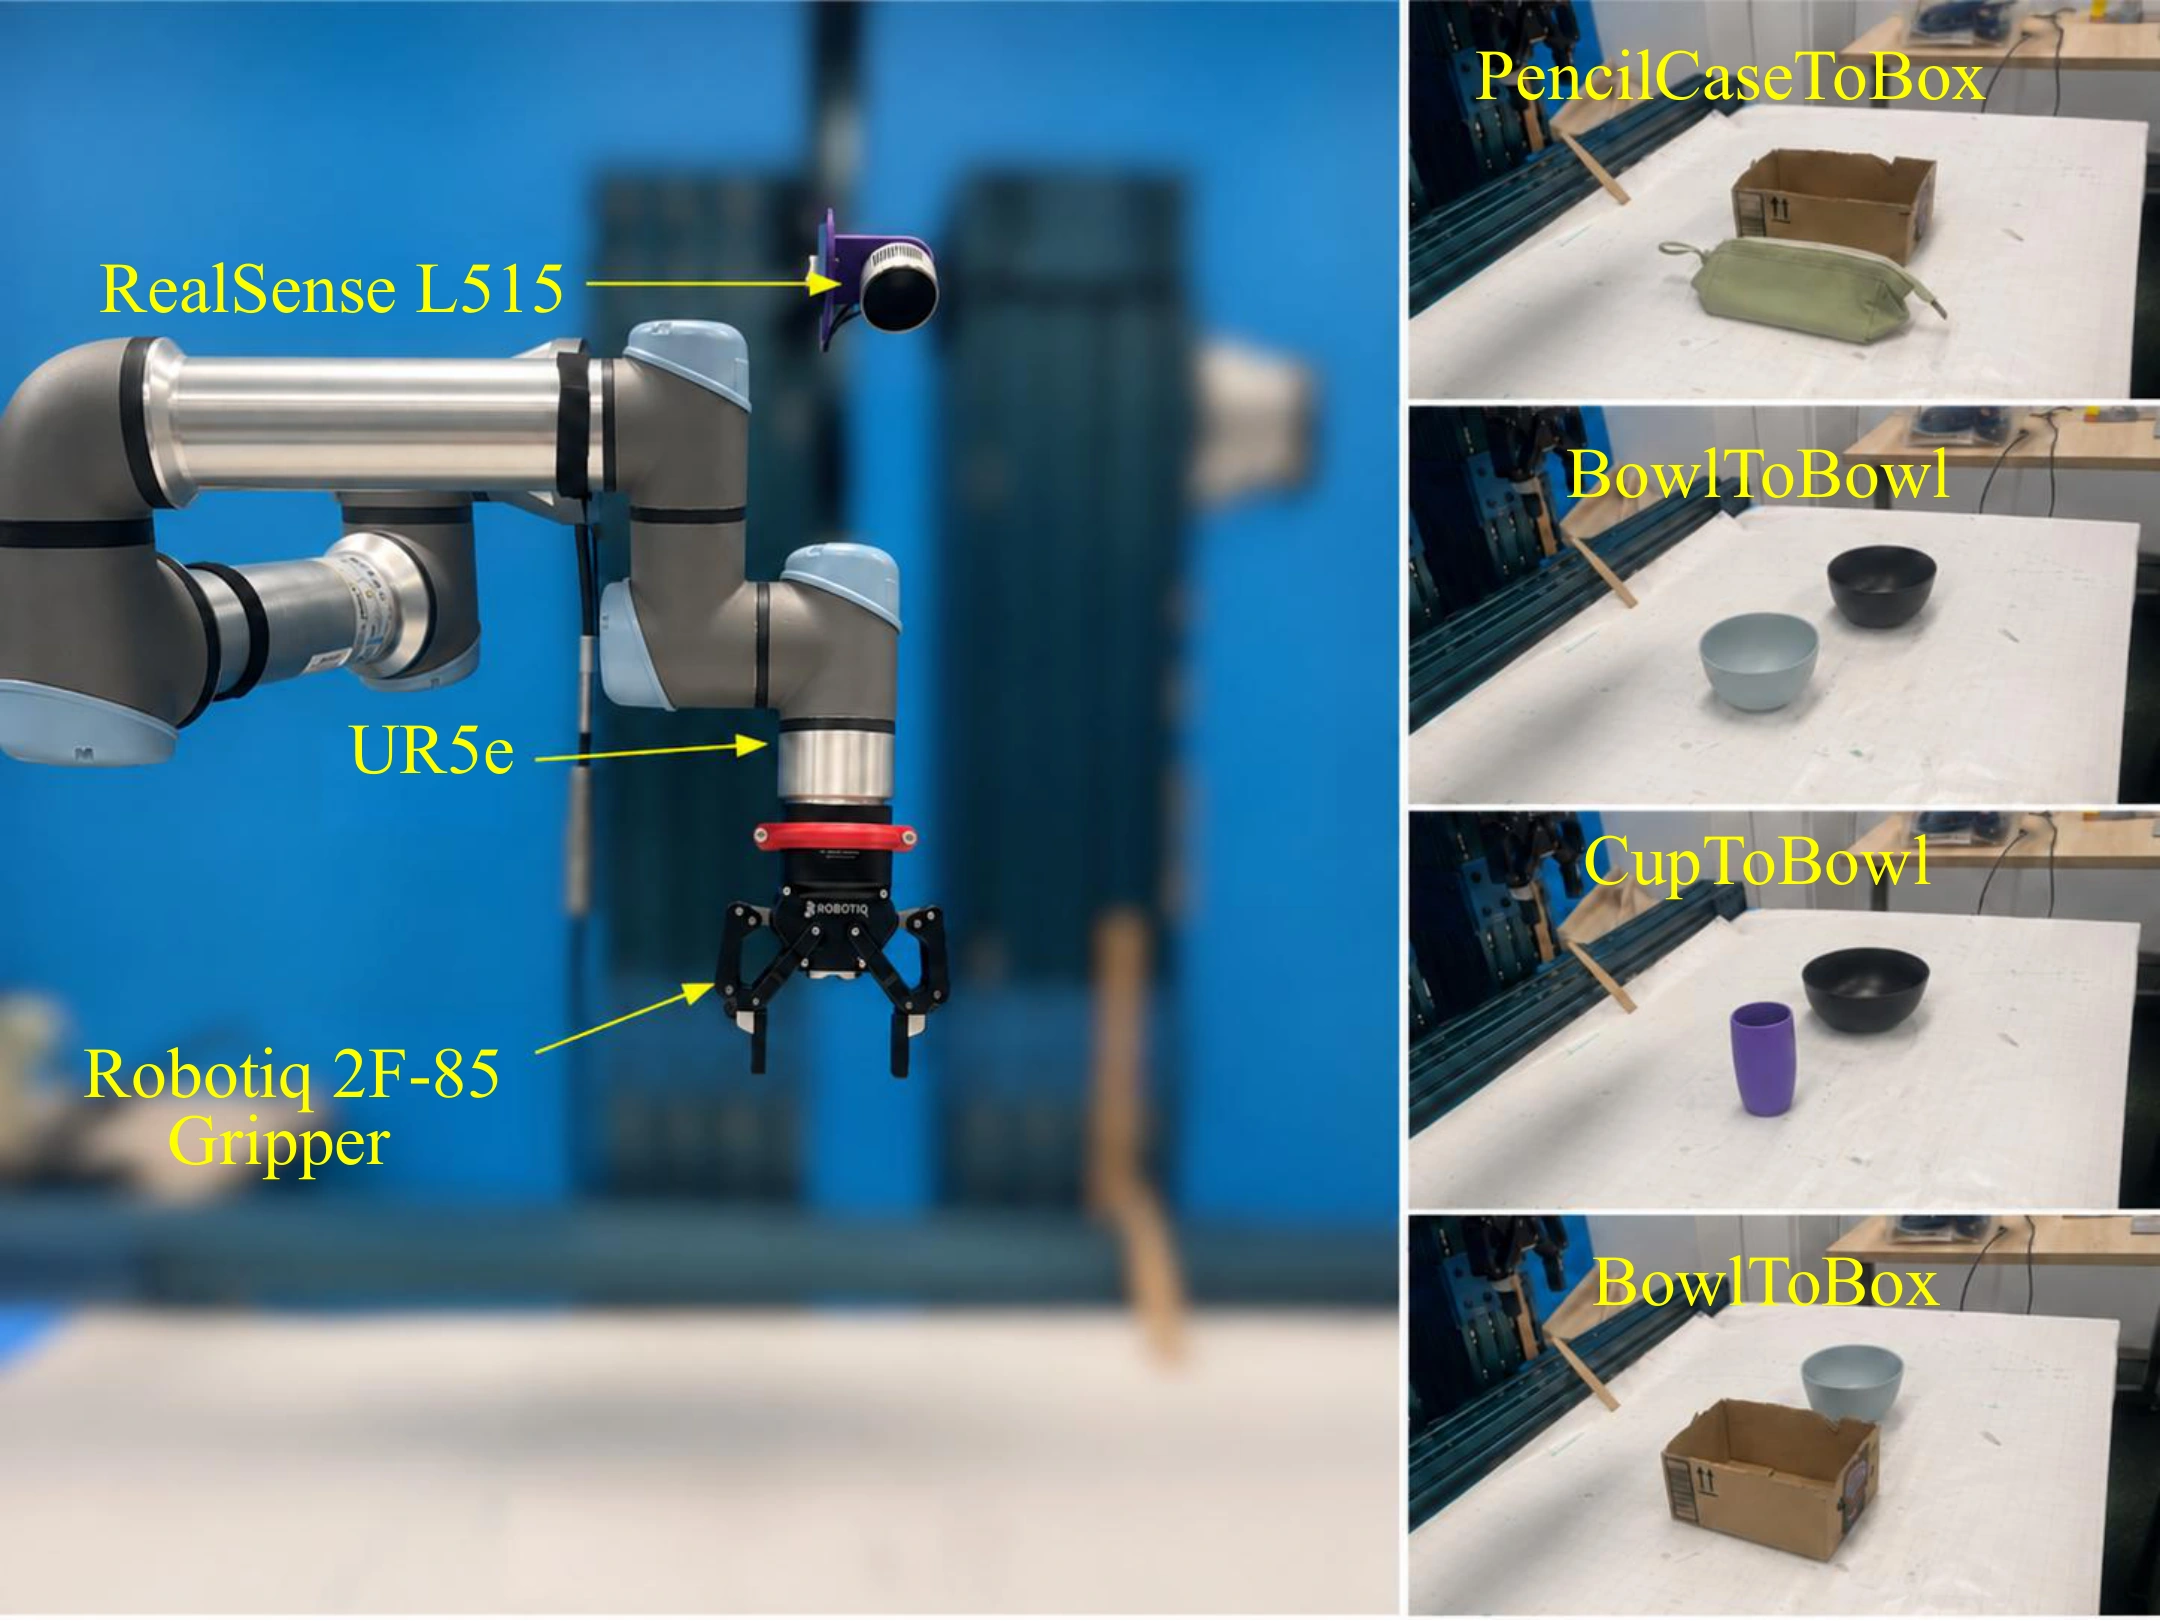 RealSense L515
UR5e
ROBOTIQ
Robotiq 2F-85
Gripper
PencilCaseToBox
BowlToBowl
CupToBowl
BowlToBox